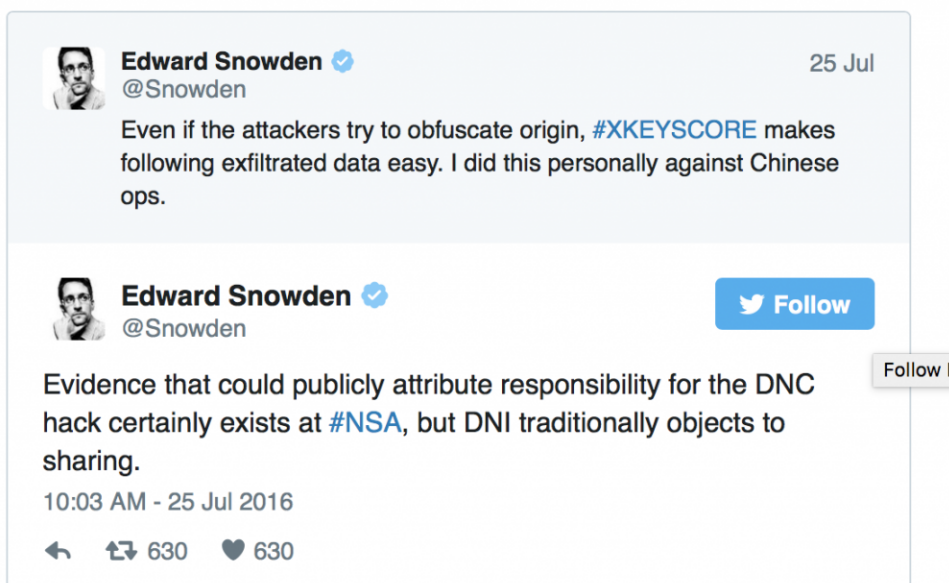 Edward Snowden
25 Jul
@Snowden
Even if the attackers try to obfuscate origin, #XKEYSCORE makes
following exfiltrated data easy. I did this personally against Chinese
ops.
Edward Snowden
@Snowden
Follow
Follow
Evidence that could publicly attribute responsibility for the DNC
hack certainly exists at #NSA, but DNI traditionally objects to
sharing.
10:03 AM - 25 Jul 2016
630
630